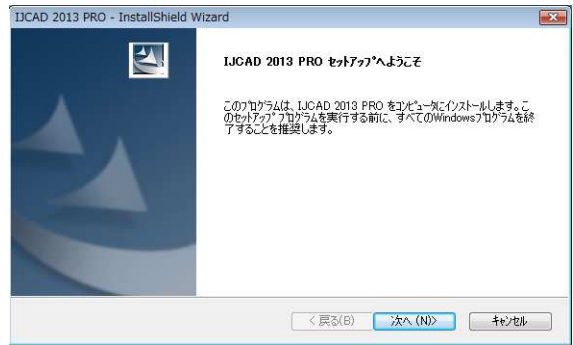 IJCAD 2013 PRO - InstallShield Wizard
IJCAD 2013 PRO ｾｯﾄｱｯﾌﾟへようこそ
このﾌﾟﾛｸﾞﾗﾑは、IJCAD 2013 PRO をｺﾝﾋﾟｭｰﾀにｲﾝｽﾄｰﾙします。こ
のｾｯﾄｱｯﾌﾟ ﾌﾟﾛｸﾞﾗﾑを実行する前に、すべてのWindowsﾌﾟﾛｸﾞﾗﾑを終
了することを推奨します。
< 戻る(B)
次へ (N)>
ｷｬﾝｾﾙ